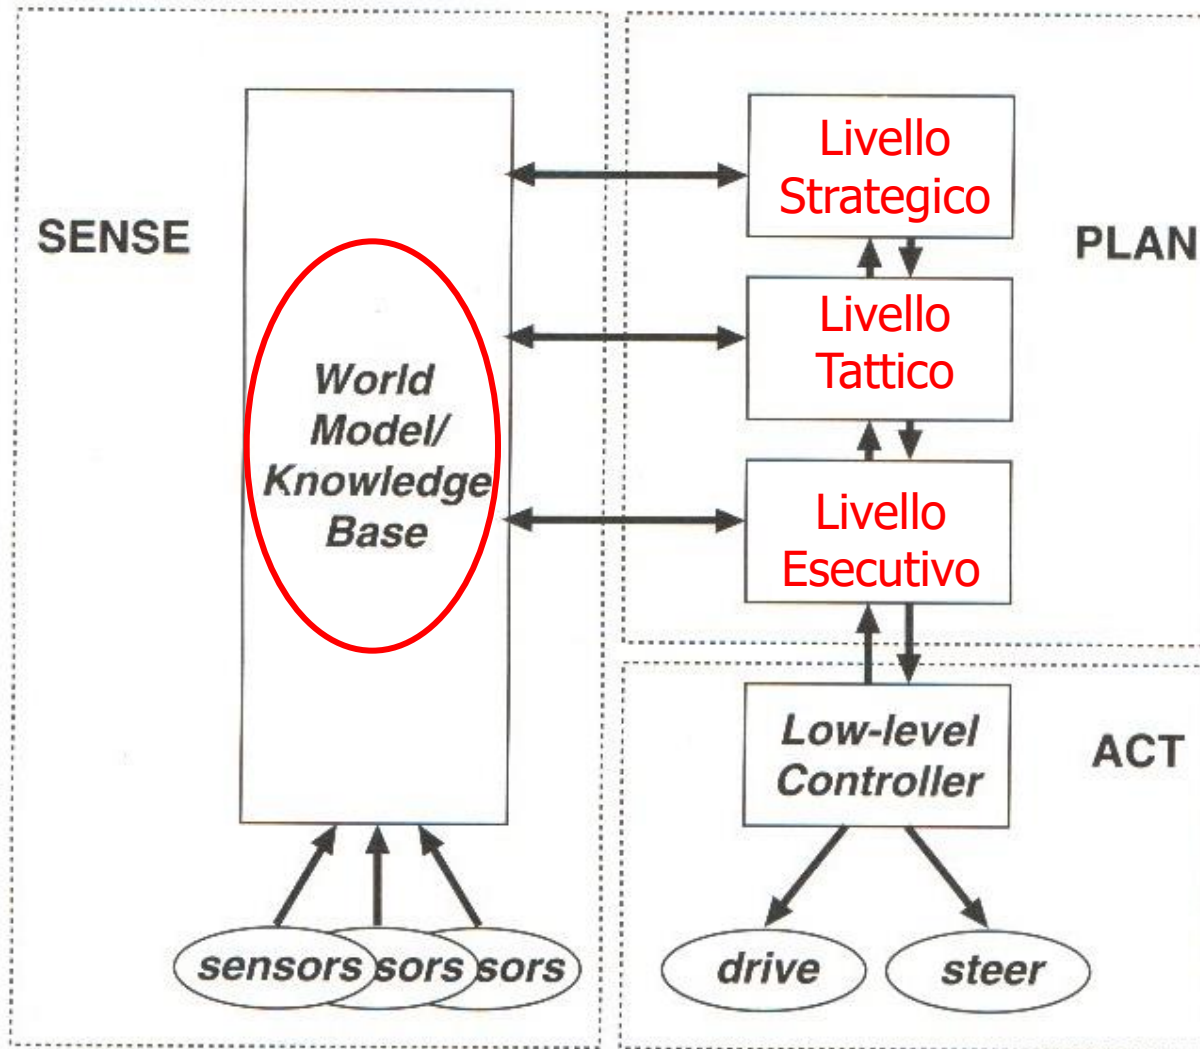 SENSE
World
Model/
Knowledge
Base
sensors
sors
sors
PLAN
Livello
Strategico
Livello
Tattico
Livello
Esecutivo
ACT
Low-level
Controller
drive
steer